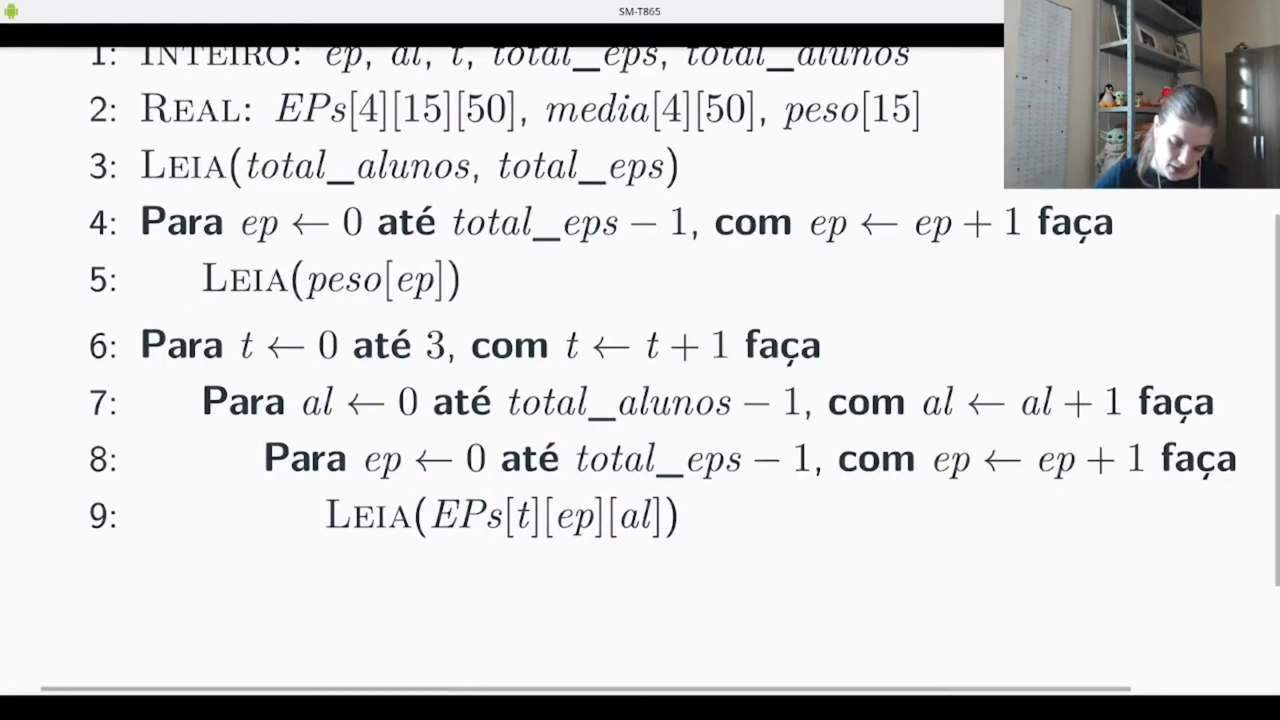 SM-T865
1: INTEIRO: ep, al, t, total_eps, total_alunos
2: REAL: EPs[4][15][50], media[4][50], peso[15]
3: LEIA(total_alunos, total_eps)
4: Para ep ← 0 até total_eps − 1, com ep ← ep + 1 faça
5: LEIA(peso[ep])
6: Para t ← 0 até 3, com t ← t + 1 faça
7: Para al ← 0 até total_alunos − 1, com al ← al + 1 faça
8: Para ep ← 0 até total_eps − 1, com ep ← ep + 1 faça
9: LEIA(EPs[t][ep][al])